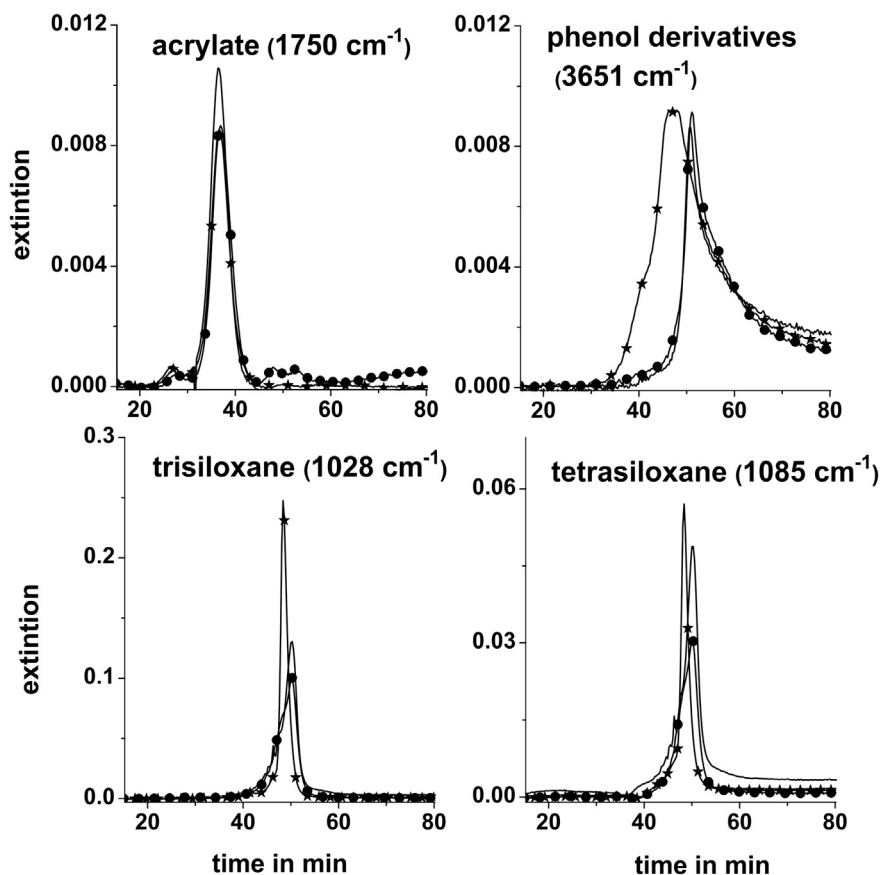 acrylate (1750 cm-1)
0.012
0.008
0.004
0.000
20 40 60 80
extintion
phenol derivatives
(3651 cm-1)
0.012
0.008
0.004
0.000
20 40 60 80
trisiloxane (1028 cm-1)
0.3
0.2
0.1
0.0
20 40 60 80
extintion
time in min
tetrasiloxane (1085 cm-1)
0.06
0.03
0.00
20 40 60 80
time in min